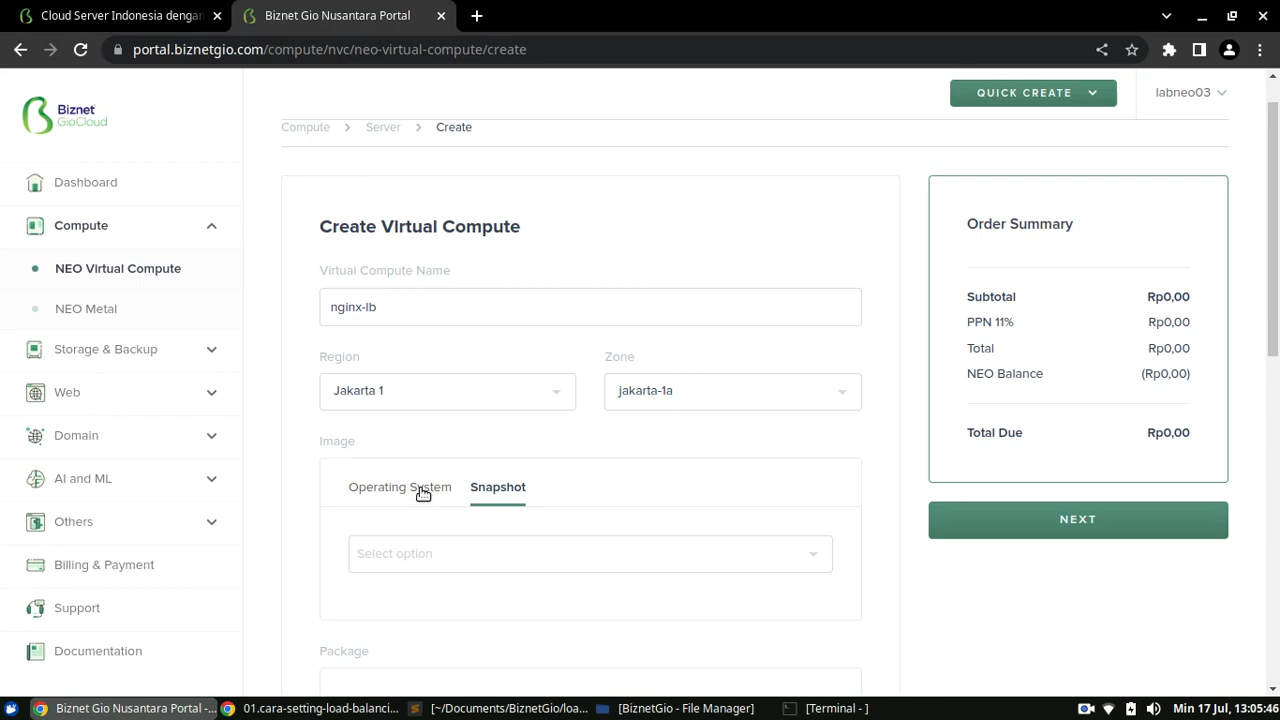 Cloud Server Indonesia dengan
Biznet Gio Nusantara Portal
portal.biznetgio.com/compute/nvc/neo-virtual-compute/create
Biznet
GioCloud
QUICK CREATE
labneo03
Compute > Server > Create
Dashboard
Compute
NEO Virtual Compute
NEO Metal
Storage & Backup
Web
Domain
AI and ML
Others
Billing & Payment
Support
Documentation
Create Virtual Compute
Virtual Compute Name
nginx-lb
Region
Zone
Jakarta 1
jakarta-1a
Image
Operating System
Snapshot
Select option
Package
Order Summary
Subtotal Rp0,00
PPN 11% Rp0,00
Total Rp0,00
NEO Balance (Rp0,00)
Total Due Rp0,00
NEXT
Biznet Gio Nusantara Portal -...
01.cara-setting-load-balanci...
[~/Documents/BiznetGio/loa...
[BiznetGio - File Manager]
[Terminal - ]
Min 17 Jul, 13:05:46